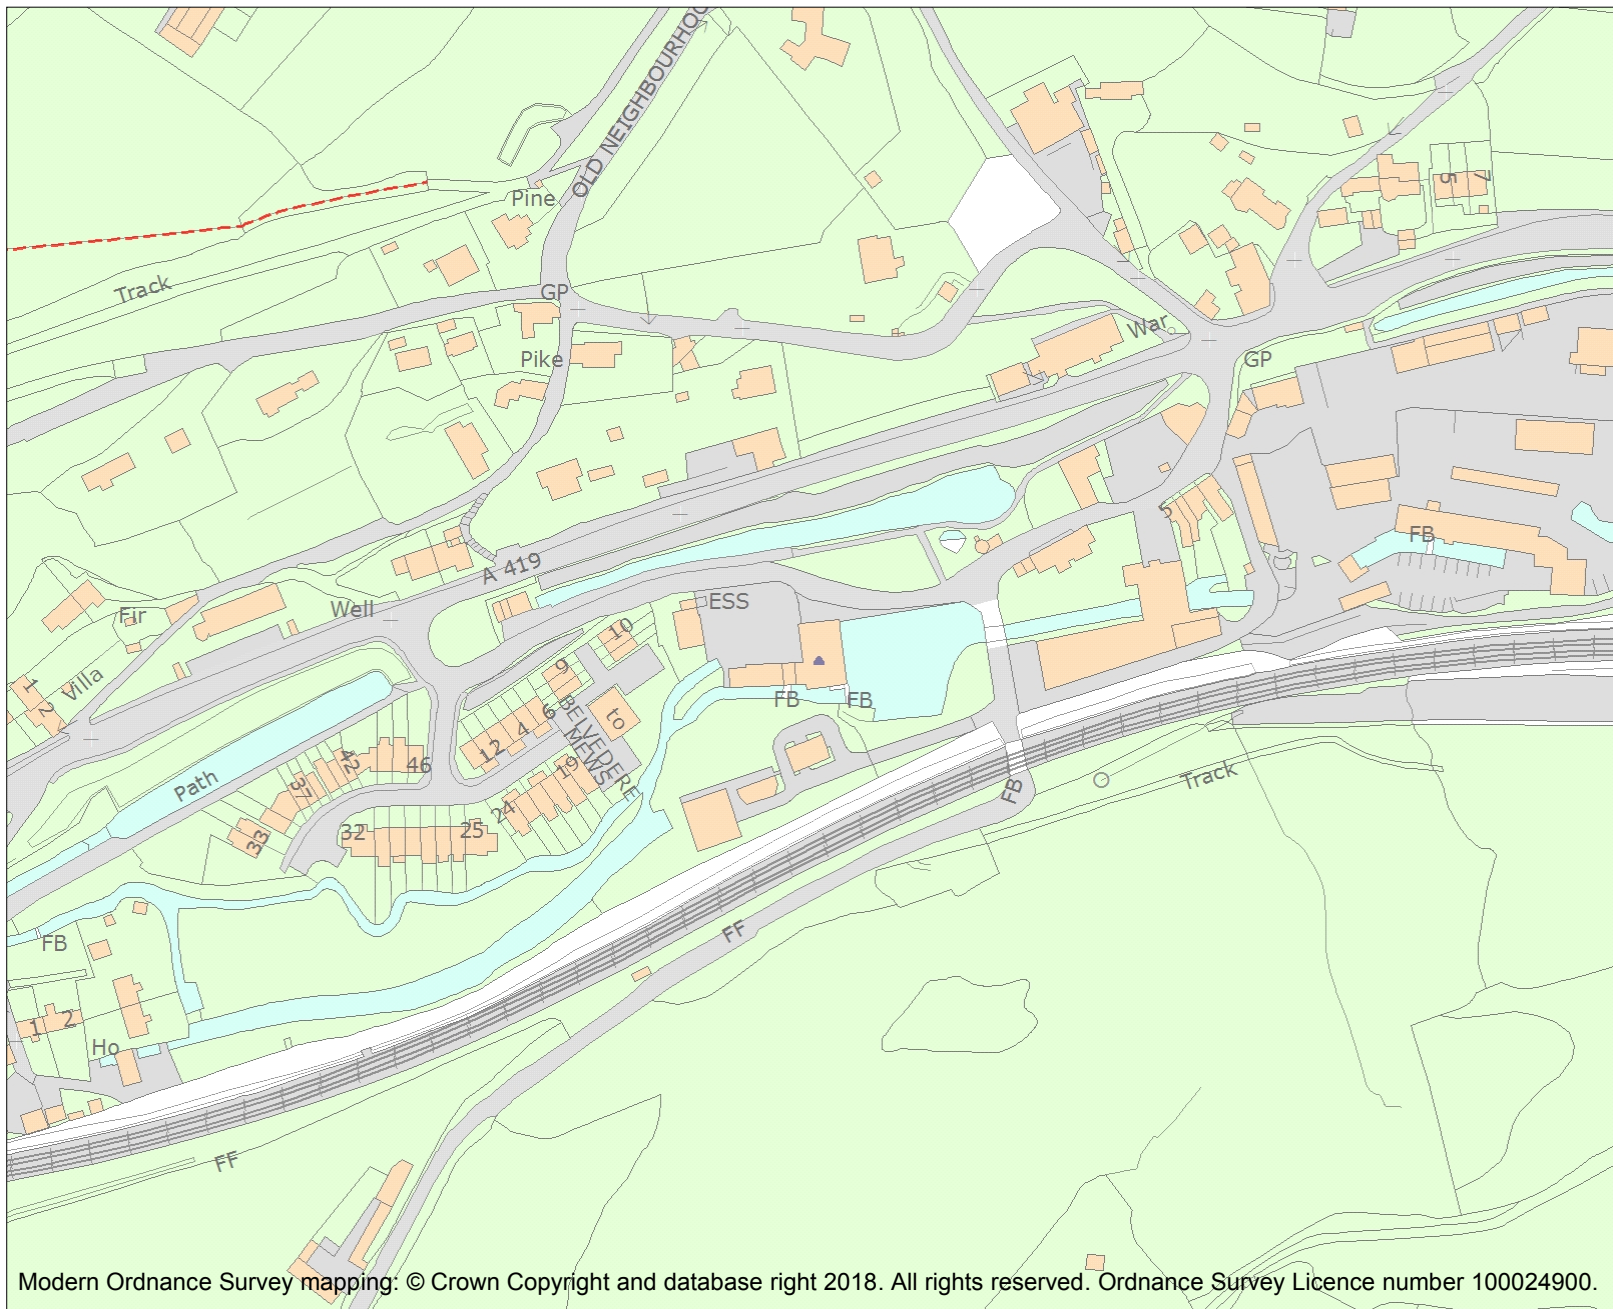 OLD NEIGHBOURHOO
Pine
5
7
Track
GP
War
Pike
GP
5
FB
A 419
Well
Fir
ESS
10
1
2
Villa
9
FB
FB
6
4
12
to
BELVEDERE
MEWS
19
46
42
37
Path
24
FB
Track
33
32
25
FB
FF
1
2
Ho
FF
Modern Ordnance Survey mapping: © Crown Copyright and database right 2018. All rights reserved. Ordnance Survey Licence number 100024900.